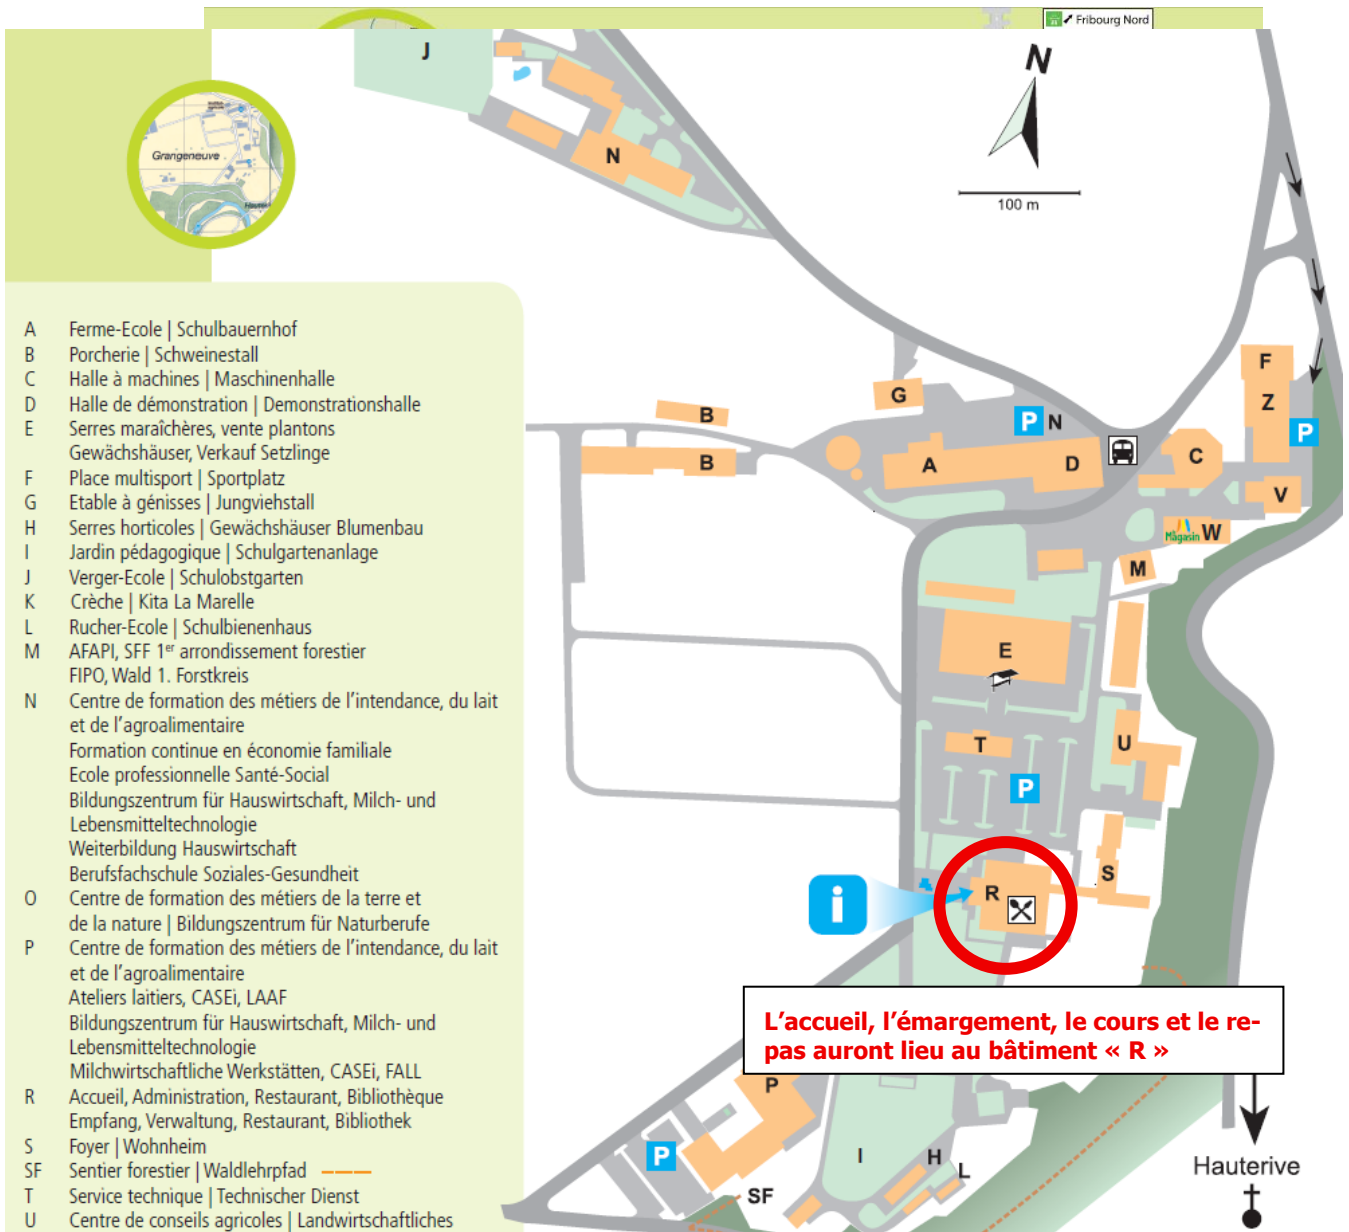 Fribourg Nord
J
N
N
100 m
Grangeneuve
A Ferme-Ecole | Schulbauernhof
B Porcherie | Schweinestall
C Halle à machines | Maschinenhalle
D Halle de démonstration | Demonstrationshalle
E Serres maraîchères, vente plantons
Gewächshäuser, Verkauf Setzlinge
F Place multisport | Sportplatz
G Etable à génisses | Jungviehstall
H Serres horticoles | Gewächshäuser Blumenbau
I Jardin pédagogique | Schulgartenanlage
J Verger-Ecole | Schulobstgarten
K Crèche | Kita La Marelle
L Rucher-Ecole | Schulbienenhaus
M AFAPI, SFF 1er arrondissement forestier
FIPO, Wald 1. Forstkreis
N Centre de formation des métiers de l'intendance, du lait
et de l'agroalimentaire
Formation continue en économie familiale
Ecole professionnelle Santé-Social
Bildungszentrum für Hauswirtschaft, Milch- und
Lebensmitteltechnologie
Weiterbildung Hauswirtschaft
Berufsfachschule Soziales-Gesundheit
O Centre de formation des métiers de la terre et
de la nature | Bildungszentrum für Naturberufe
P Centre de formation des métiers de l'intendance, du lait
et de l'agroalimentaire
Ateliers laitiers, CASEi, LAAF
Bildungszentrum für Hauswirtschaft, Milch- und
Lebensmitteltechnologie
Milchwirtschaftliche Werkstätten, CASEi, FALL
R Accueil, Administration, Restaurant, Bibliothèque
Empfang, Verwaltung, Restaurant, Bibliothek
S Foyer | Wohnheim
SF Sentier forestier | Waldlehrpfad
T Service technique | Technischer Dienst
U Centre de conseils agricoles | Landwirtschaftliches
F
G
Z
B
P N
P
B
A
D
C
V
Magasin W
M
E
T
U
P
S
i
R
L'accueil, l'émargement, le cours et le re-
pas auront lieu au bâtiment « R »
P
P
I
H
L
SF
Hauterive